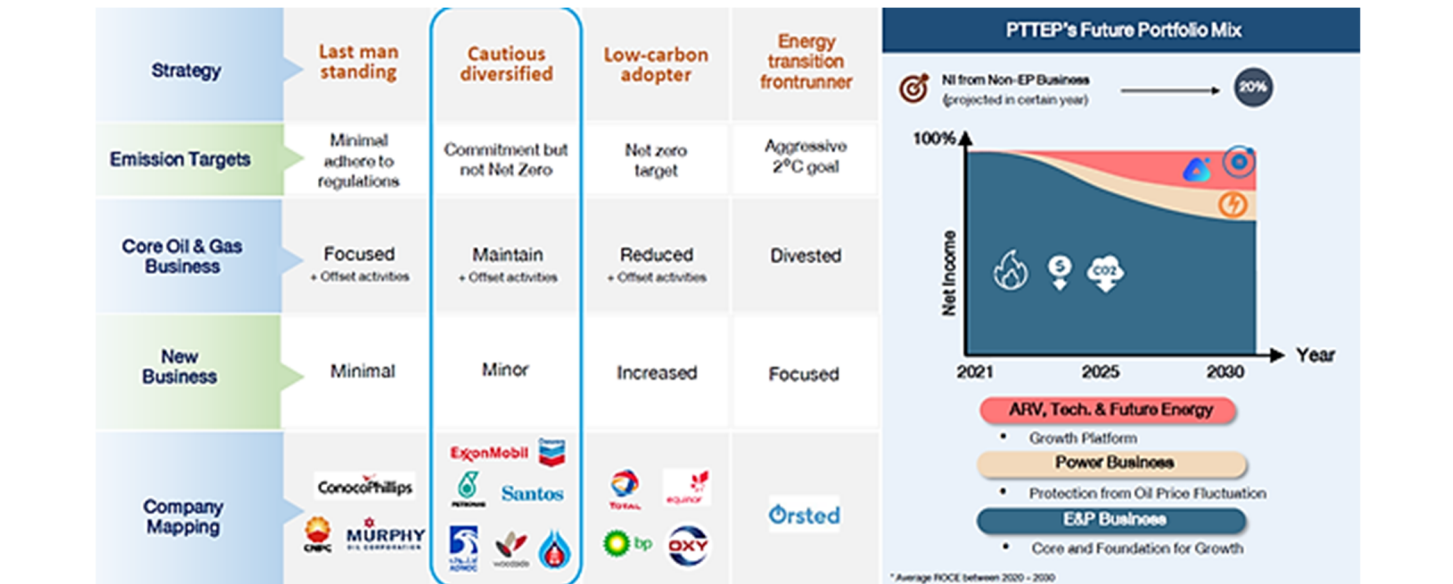 Strategy
Last man
standing
Cautious
diversified
Low-carbon
adopter
Energy
transition
frontrunner
Emission Targets
Minimal
adhere to
regulations
Commitment but
not Net Zero
Net zero
target
Aggressive
2°C goal
Core Oil & Gas
Business
Focused
+ Offset activities
Maintain
+ Offset activities
Reduced
+ Offset activities
Divested
New
Business
Minimal
Minor
Increased
Focused
Company
Mapping
ConocoPhillips
CNPC
MURPHY
OIL CORPORATION
ExxonMobil
Chevron
PETRONAS
Santos
ADNOC
woodside
TOTAL
equinor
bp
OXY
Ørsted
PTTEP's Future Portfolio Mix
NI from Non-EP Business
(projected in certain year)
20%
100%
Net Income
$
CO2
2021
2025
2030
Year
ARV, Tech. & Future Energy
• Growth Platform
Power Business
• Protection from Oil Price Fluctuation
E&P Business
• Core and Foundation for Growth
* Average ROCE between 2020 - 2030